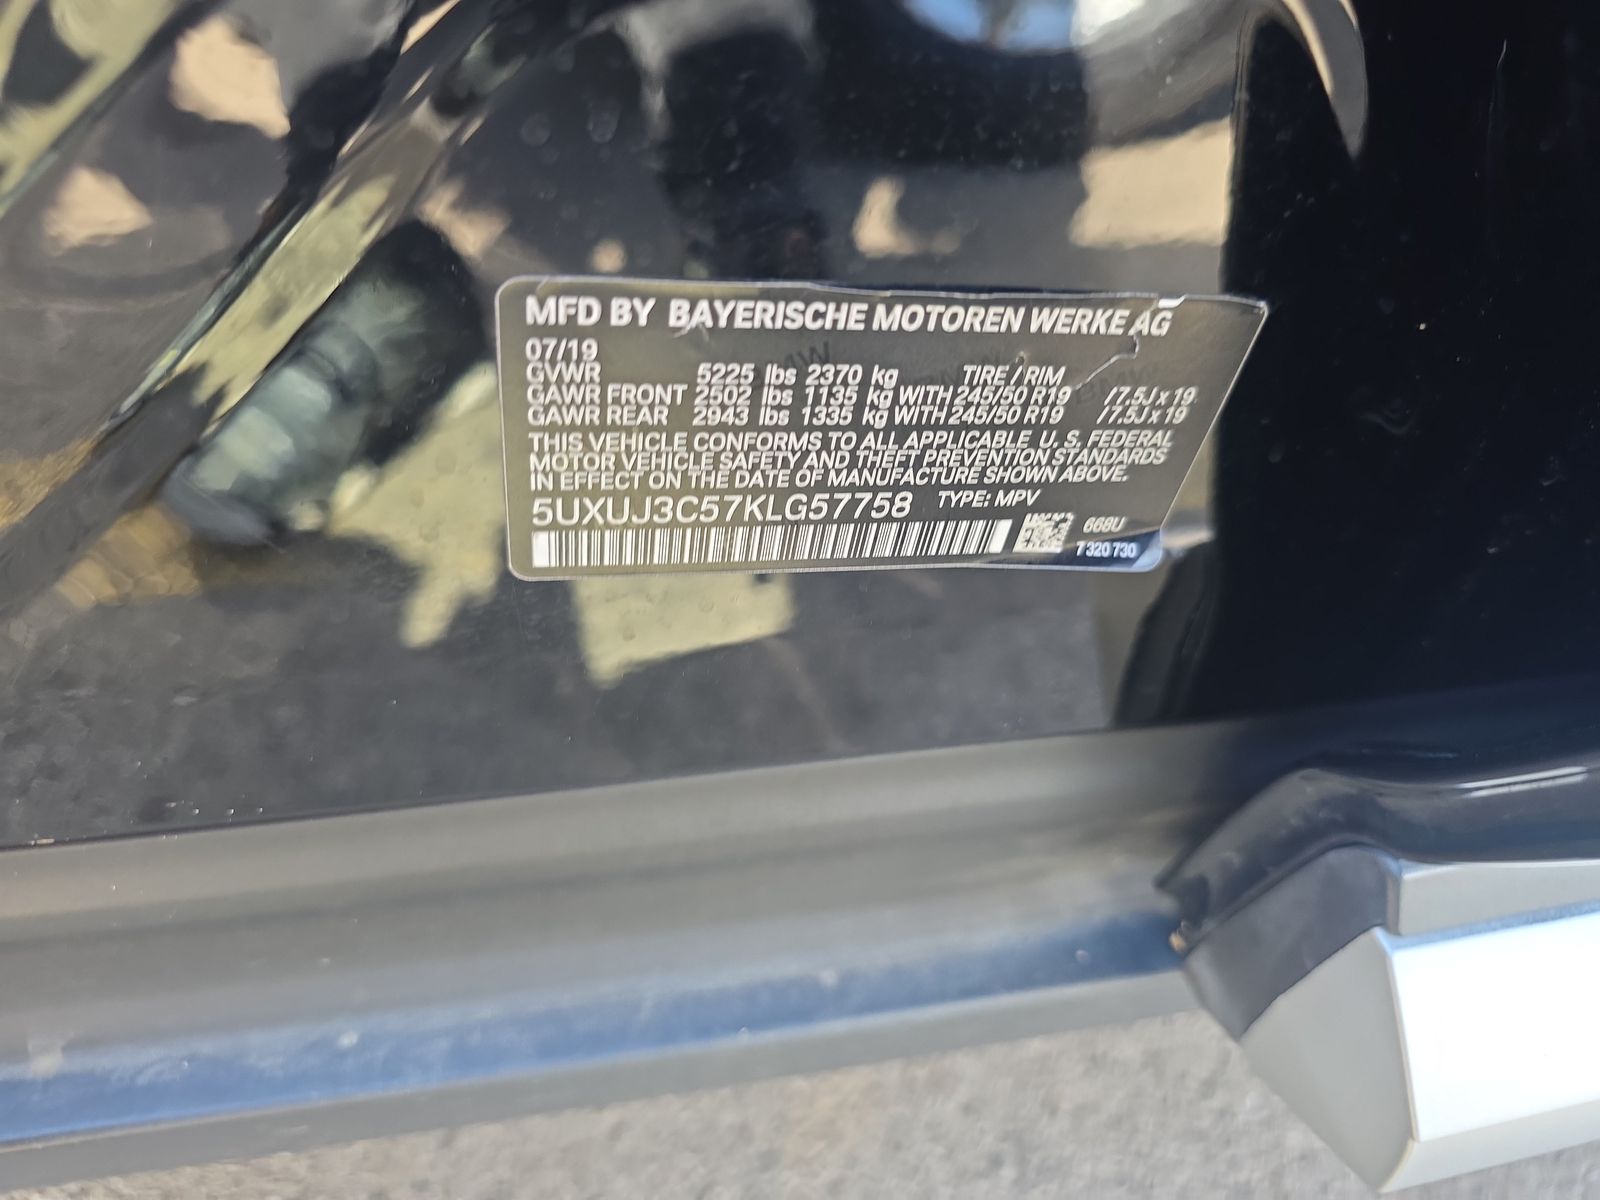 MFD BY BAYERISCHE MOTOREN WERKE AG
07/19
GVWR 5225 lbs 2370 kg TIRE / RIM
GAWR FRONT 2502 lbs 1135 kg WITH 245/50 R19 /7.5J x 19
GAWR REAR 2943 lbs 1335 kg WITH 245/50 R19 /7.5J x 19
THIS VEHICLE CONFORMS TO ALL APPLICABLE U. S. FEDERAL
MOTOR VEHICLE SAFETY AND THEFT PREVENTION STANDARDS
IN EFFECT ON THE DATE OF MANUFACTURE SHOWN ABOVE.
5UXUJ3C57KLG57758 TYPE: MPV
668U
7 320 730